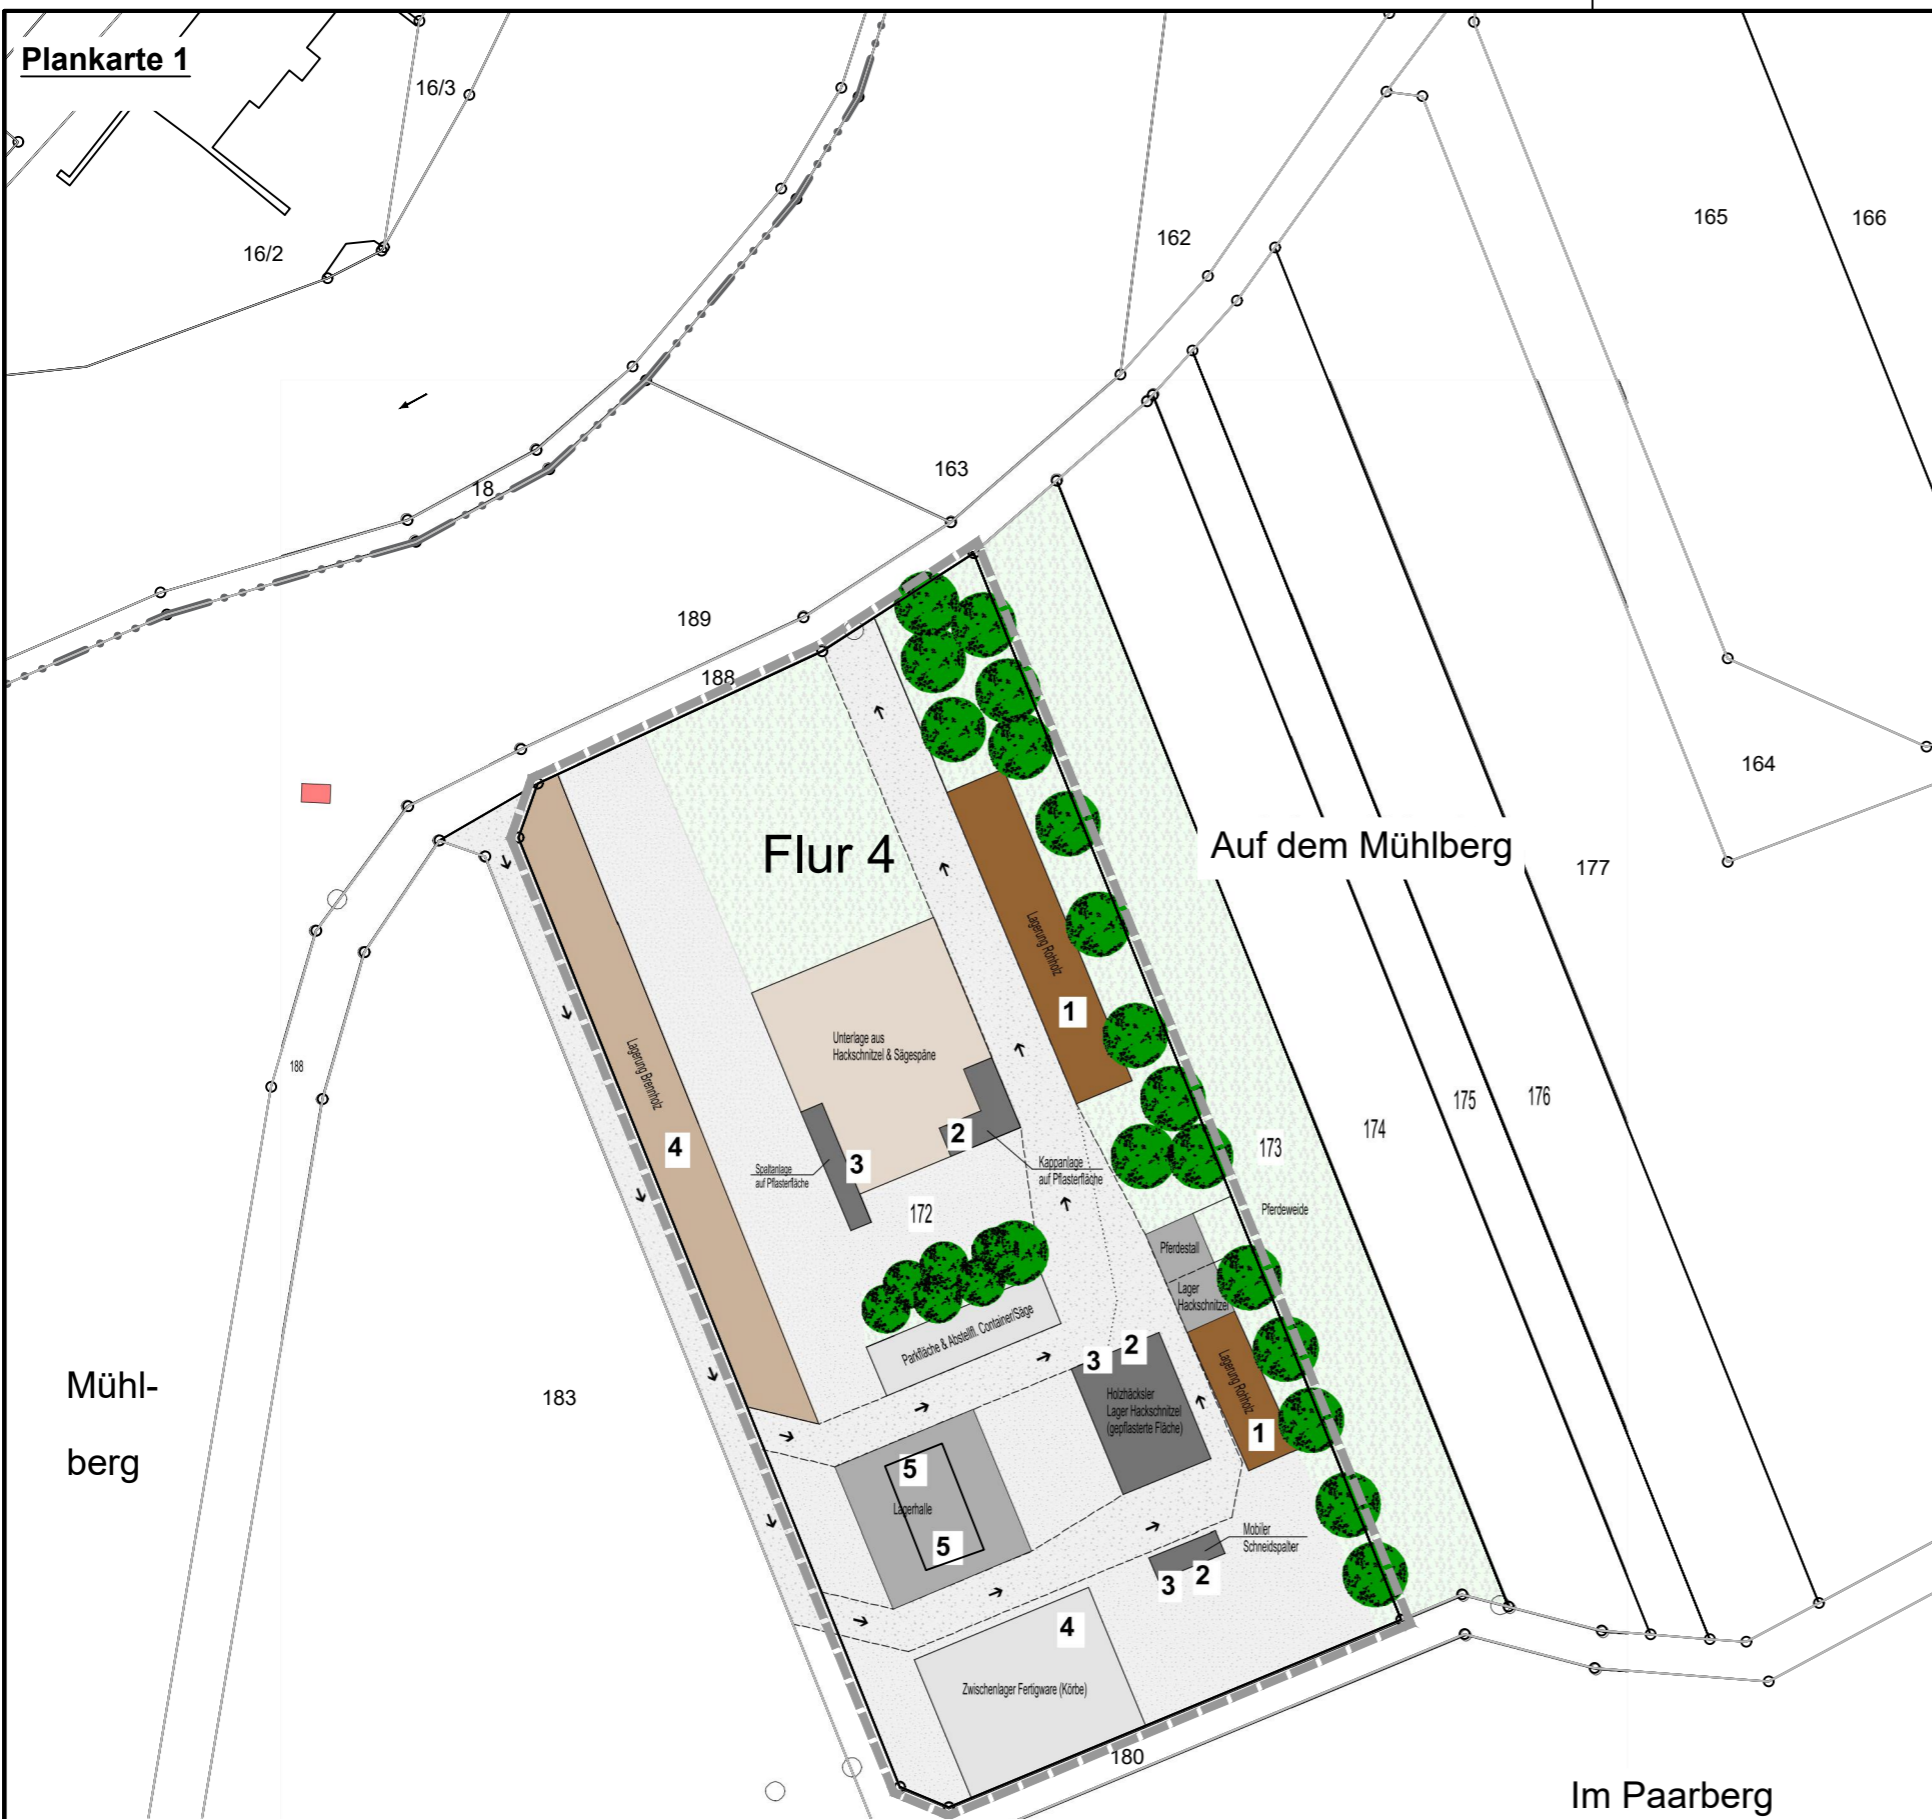 Plankarte 1
16/3
16/2
162
165
166
163
18
189
188
164
Flur 4
Auf dem Mühlberg
177
Lagerung Rohholz
1
Unterlage aus
Hackschnitzel & Sägespäne
Lagerung Brennholz
188
4
2
3
Spaltanlage
auf Pflasterfläche
Kappanlage
auf Pflasterfläche
172
173
174
175
176
Pferdeweide
Pferdestall
Lager
Hackschnitzel
Parkfläche & Abstellfl. Container/Säge
3
2
Holzhäcksler
Lager Hackschnitzel
(gepflasterte Fläche)
Lagerung Rohholz
1
Mühl-
berg
183
5
Lagerhalle
5
Mobiler
Schneidspalter
3
2
4
Zwischenlager Fertigware (Körbe)
180
Im Paarberg